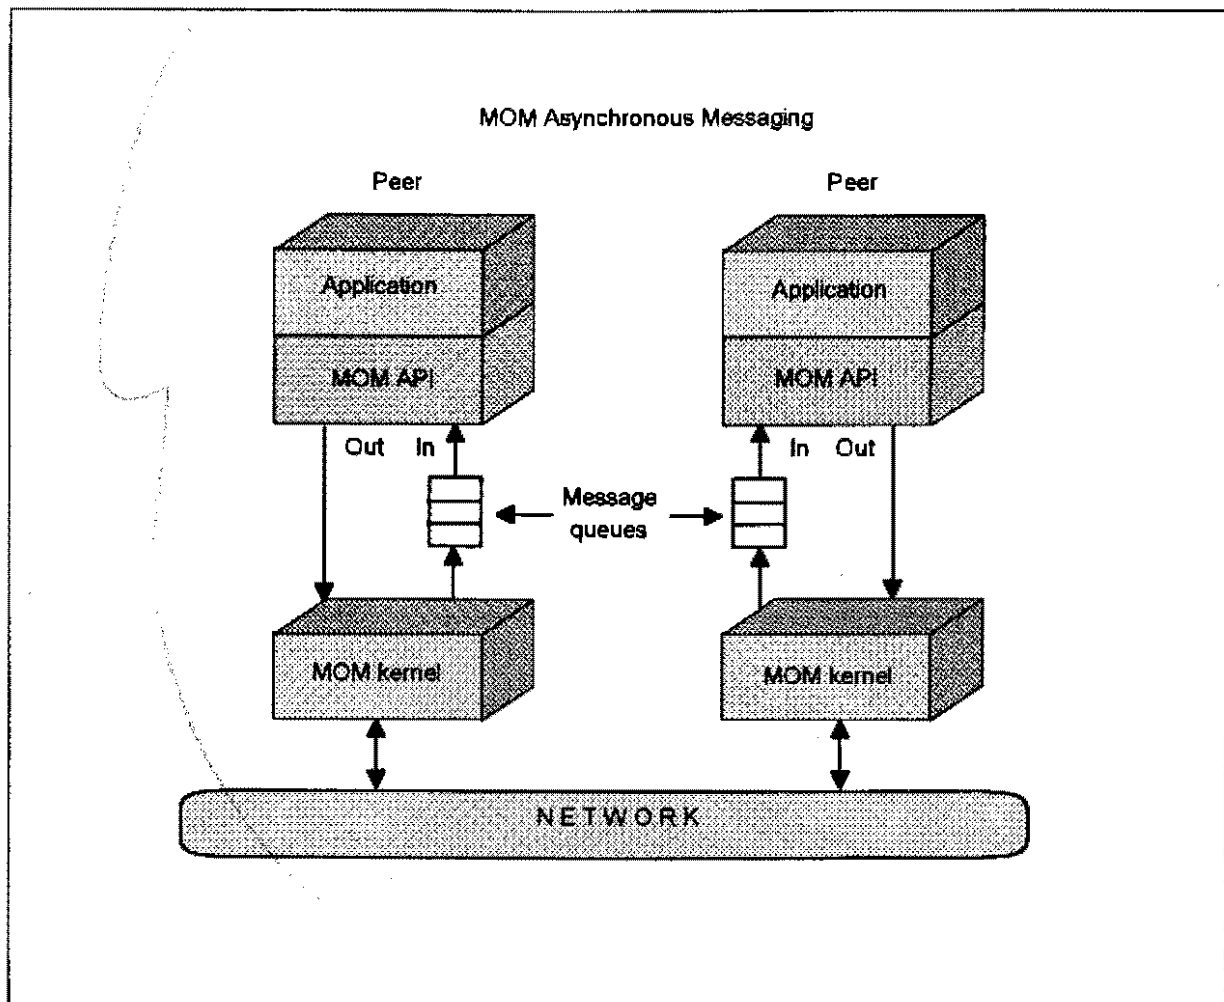 MOM Asynchronous Messaging
Peer
Peer
Application
Application
MOM API
MOM API
Out In
In Out
Message
queues
MOM kernel
MOM kernel
NETWORK